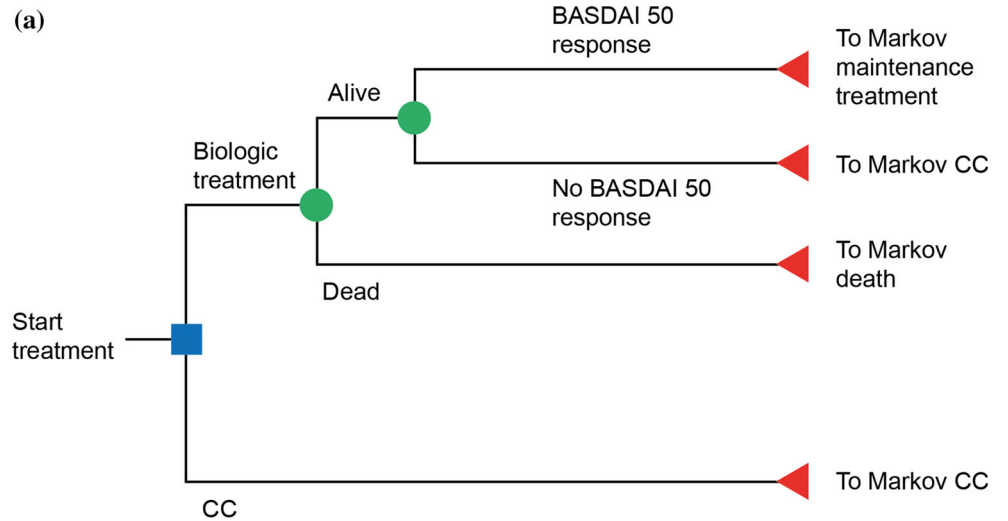 (a)
BASDAI 50
response
To Markov
maintenance
treatment
Alive
Biologic
treatment
To Markov CC
No BASDAI 50
response
To Markov
death
Dead
Start
treatment
To Markov CC
CC